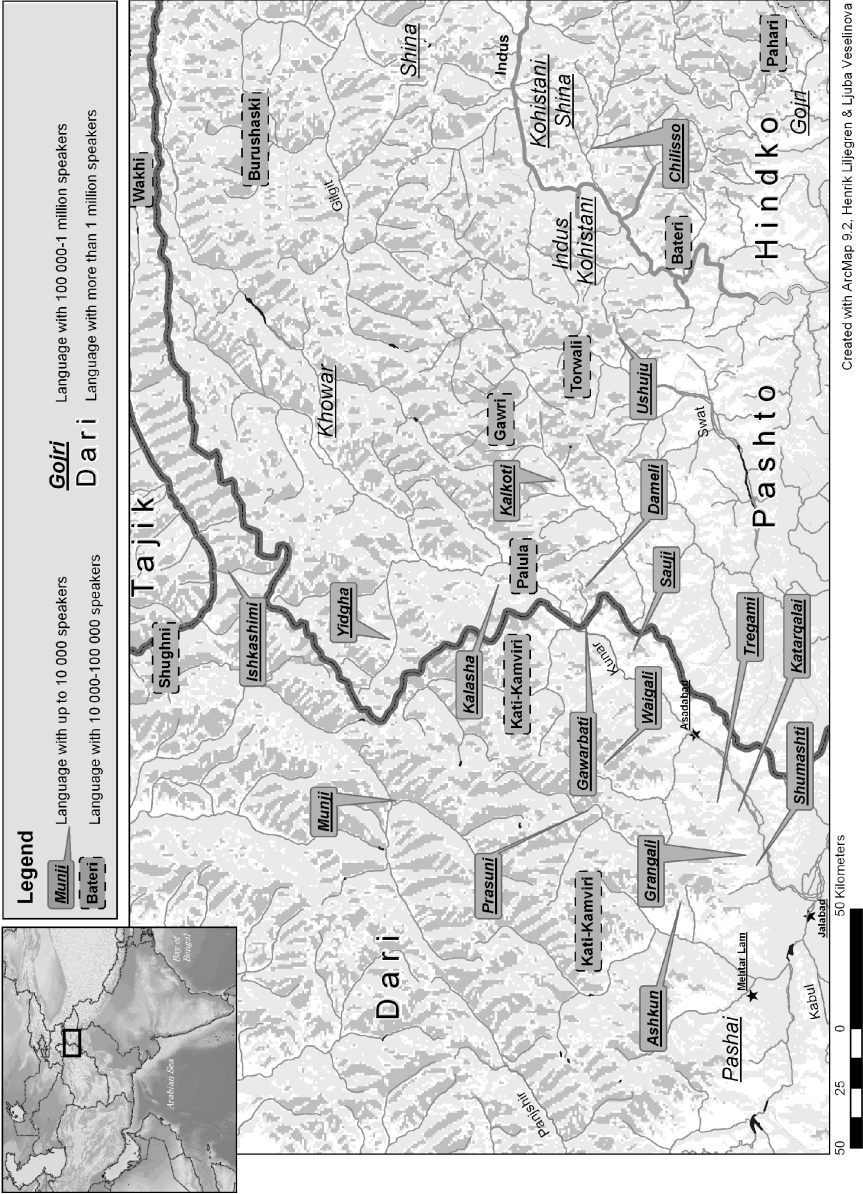 Legend
Munji
Language with up to 10 000 speakers
Bateri
Language with 10 000-100 000 speakers
Gojri
Language with 100 000-1 million speakers
Dari
Language with more than 1 million speakers
Arabian Sea
Bay of
Bengal
Tajik
Shughni
Wakhi
Ishkashimi
Burushaski
Yidgha
Munji
Khowar
Gilgit
Shina
Dari
Panjshir
Prasuni
Kalasha
Kati-Kamviri
Palula
Kalkoti
Gawri
Indus
Kohistani
Shina
Kati-Kamviri
Gawarbati
Kunar
Torwali
Indus
Kohistani
Ashkun
Grangali
Waigali
Sauji
Dameli
Ushuju
Bateri
Chilisso
Asadabad
Swat
Pashai
Mehtar Lam
Tregami
Pashto
Hindko
Pahari
Gojri
Katarqalai
Shumashti
Kabul
Jalabad
50
25
0
50 Kilometers
Created with ArcMap 9.2, Henrik Liljegren & Ljuba Veselinova